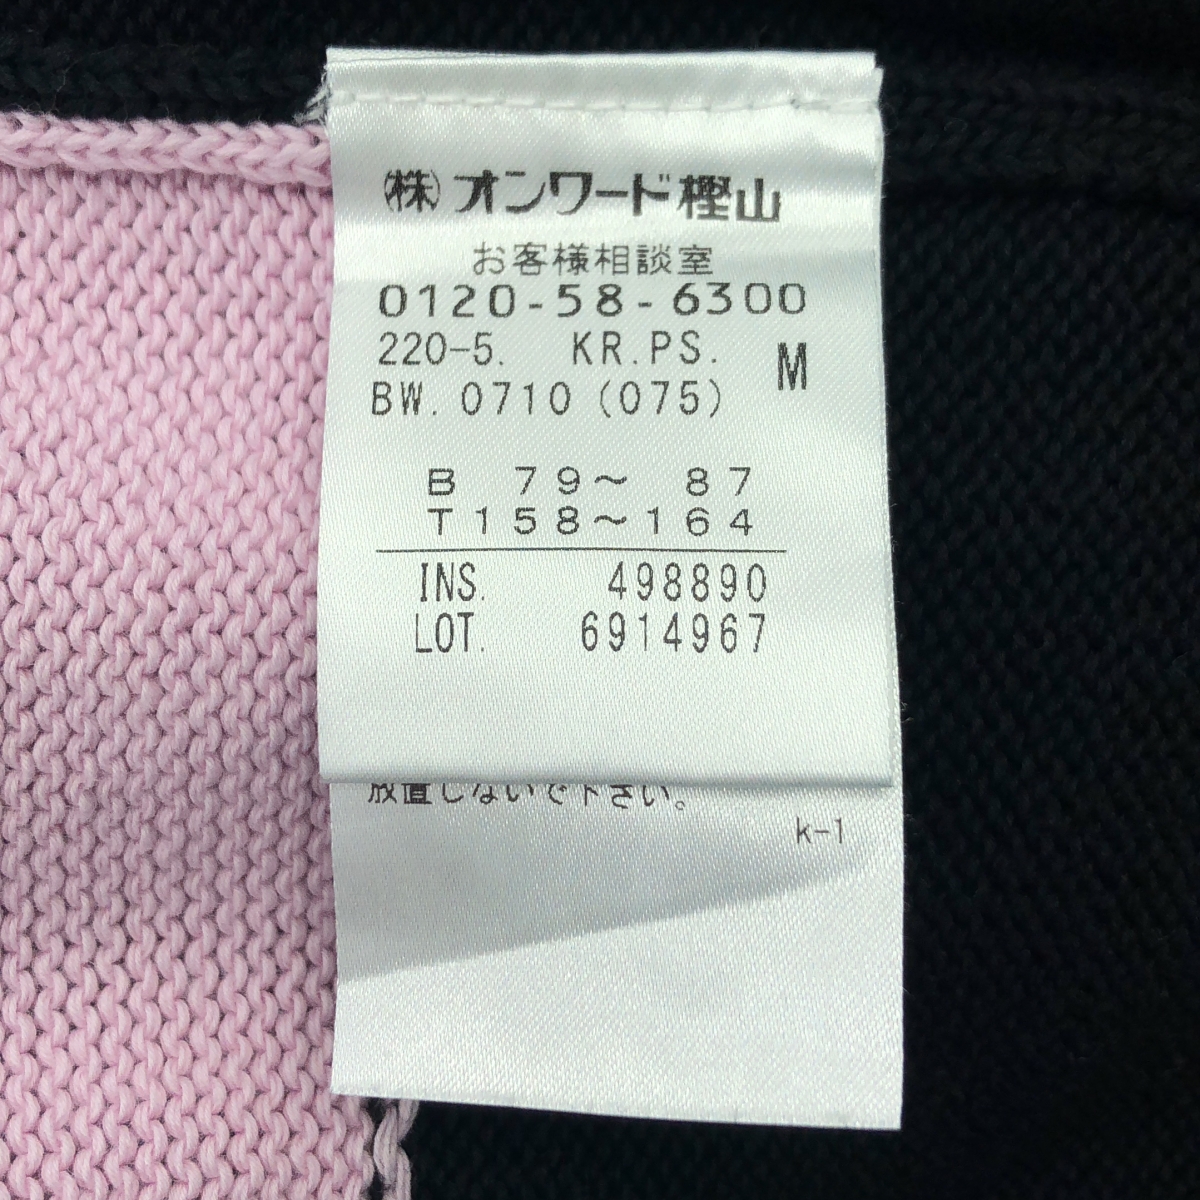 ㈱オンワード樫山
お客様相談室
0120-58-6300
220-5. KR.PS. M
BW. 0710 (075)
B 79～ 87
T158～164
INS. 498890
LOT. 6914967
放置しないで下さい。
k-1